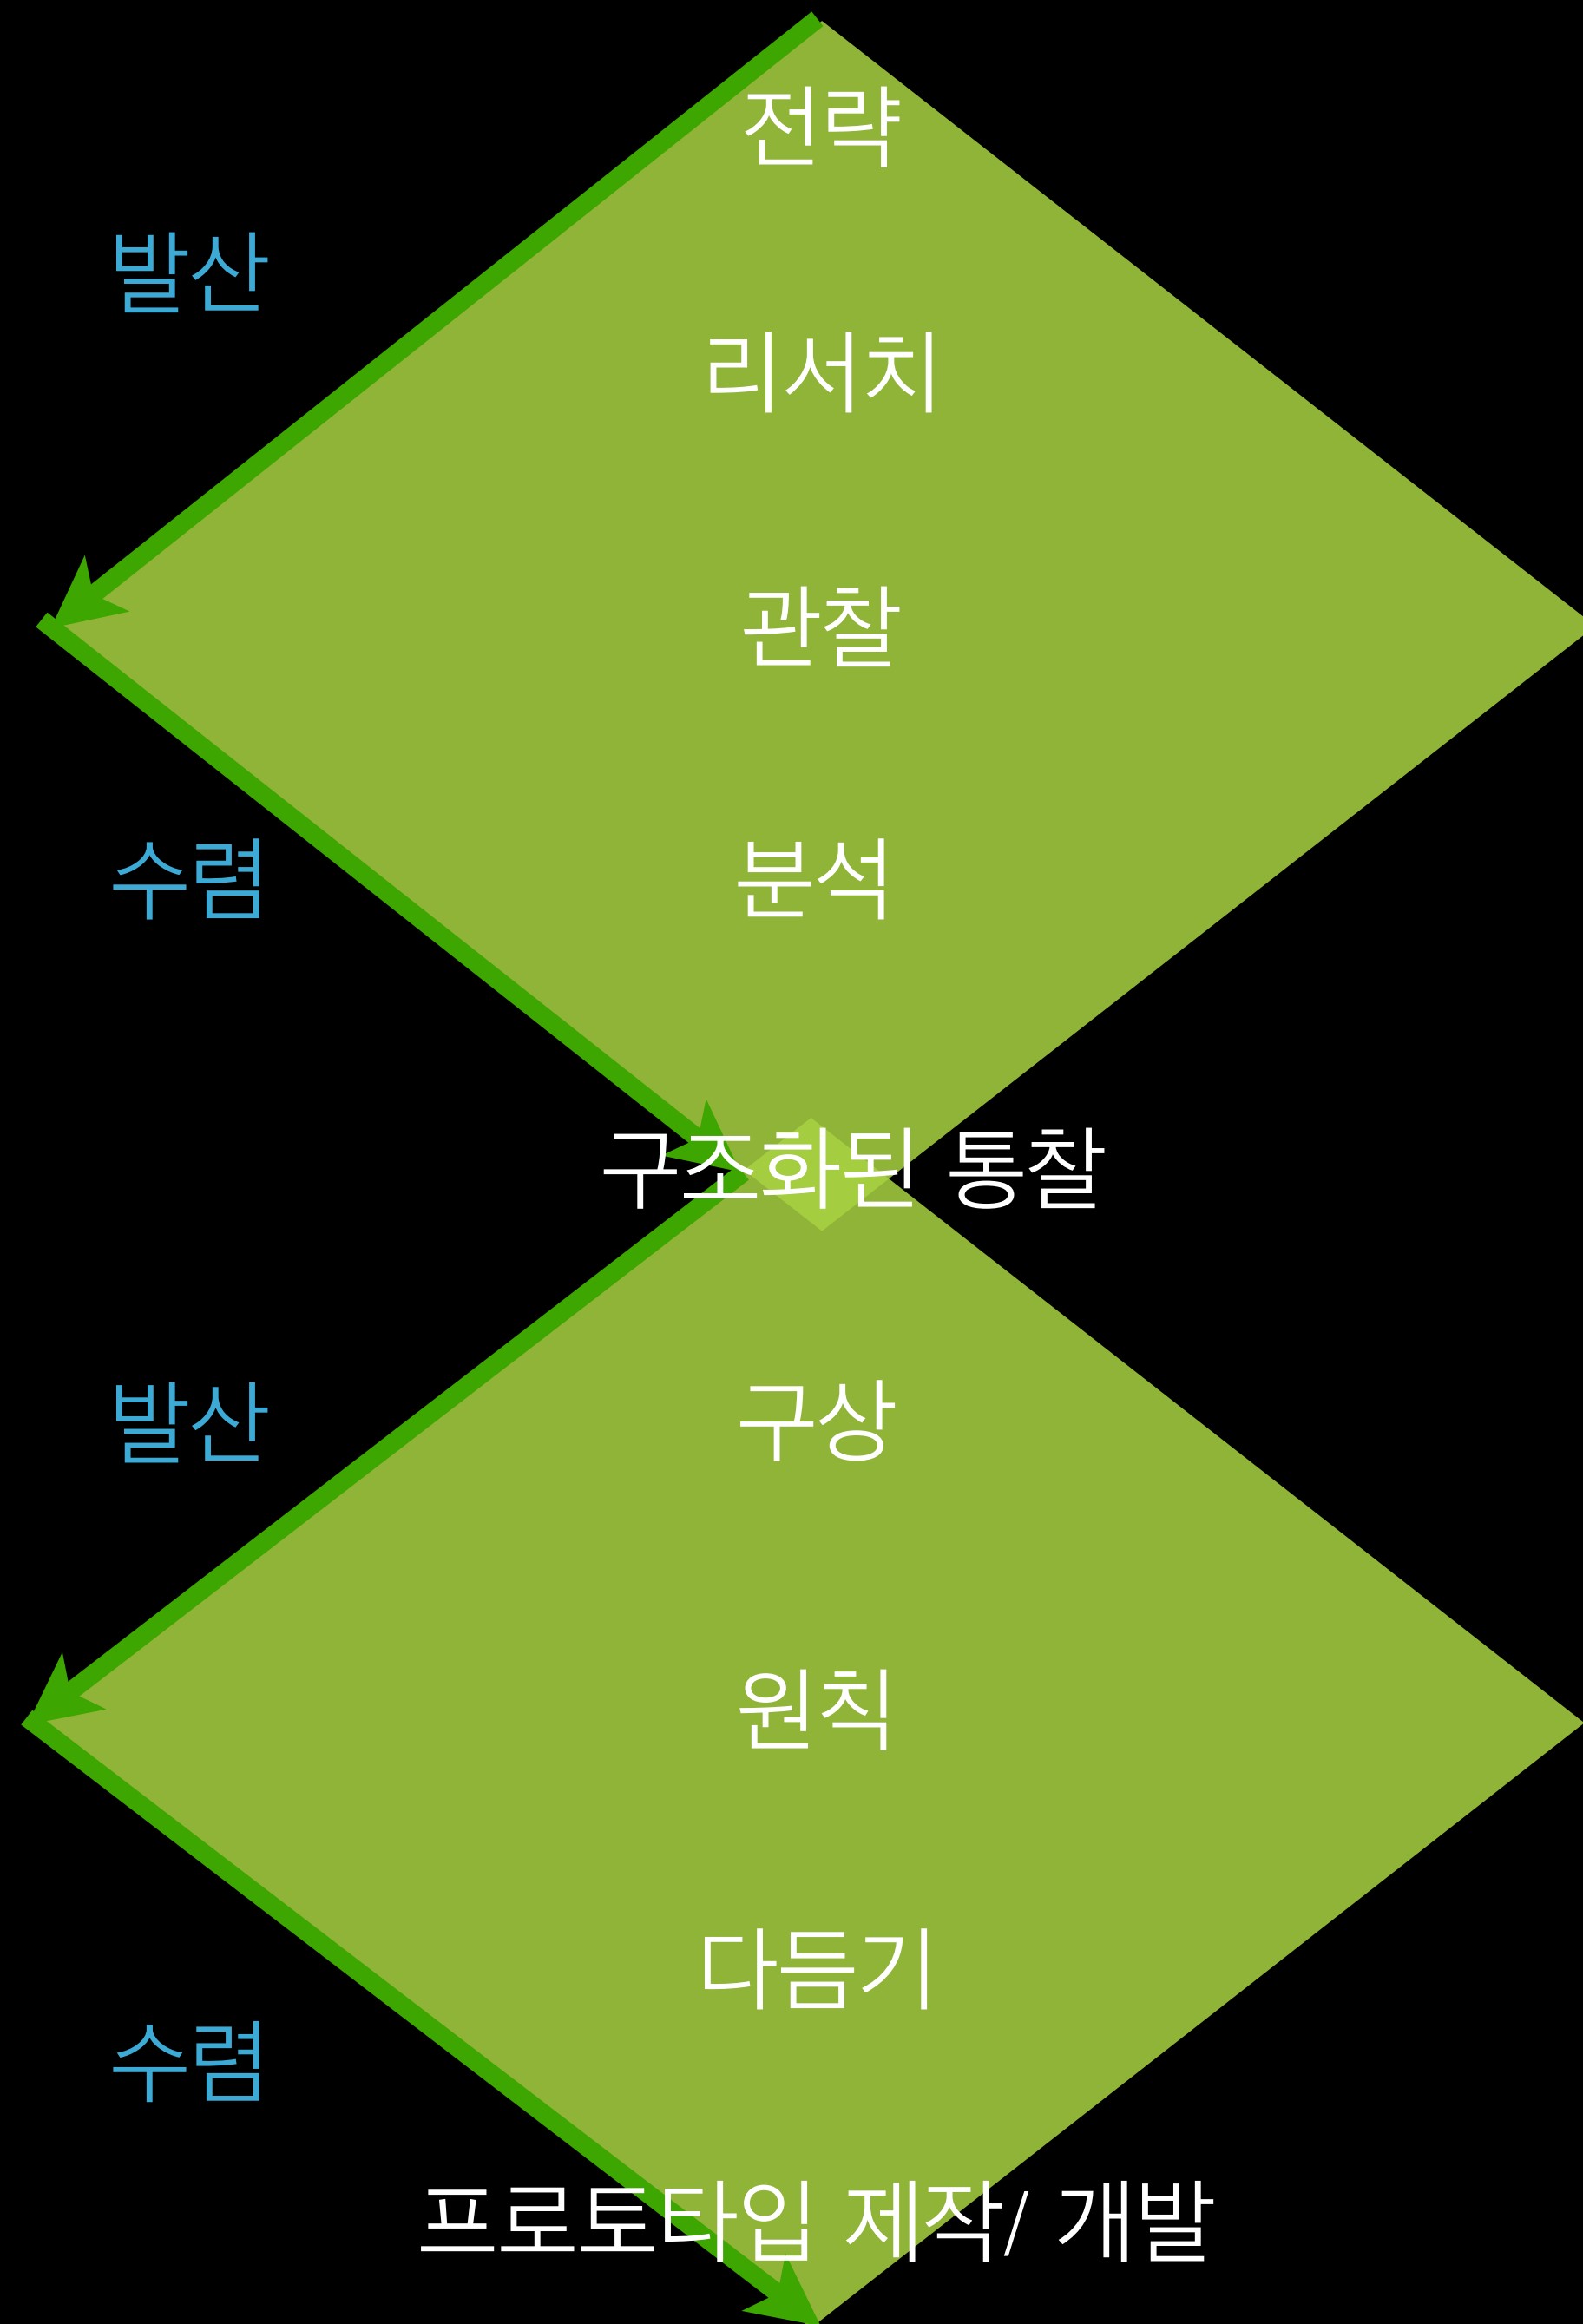 전략
발산
리서치
관찰
수렴
분석
구조화된 통찰
발산
구상
원칙
다듬기
수렴
프로토타입 제작/ 개발